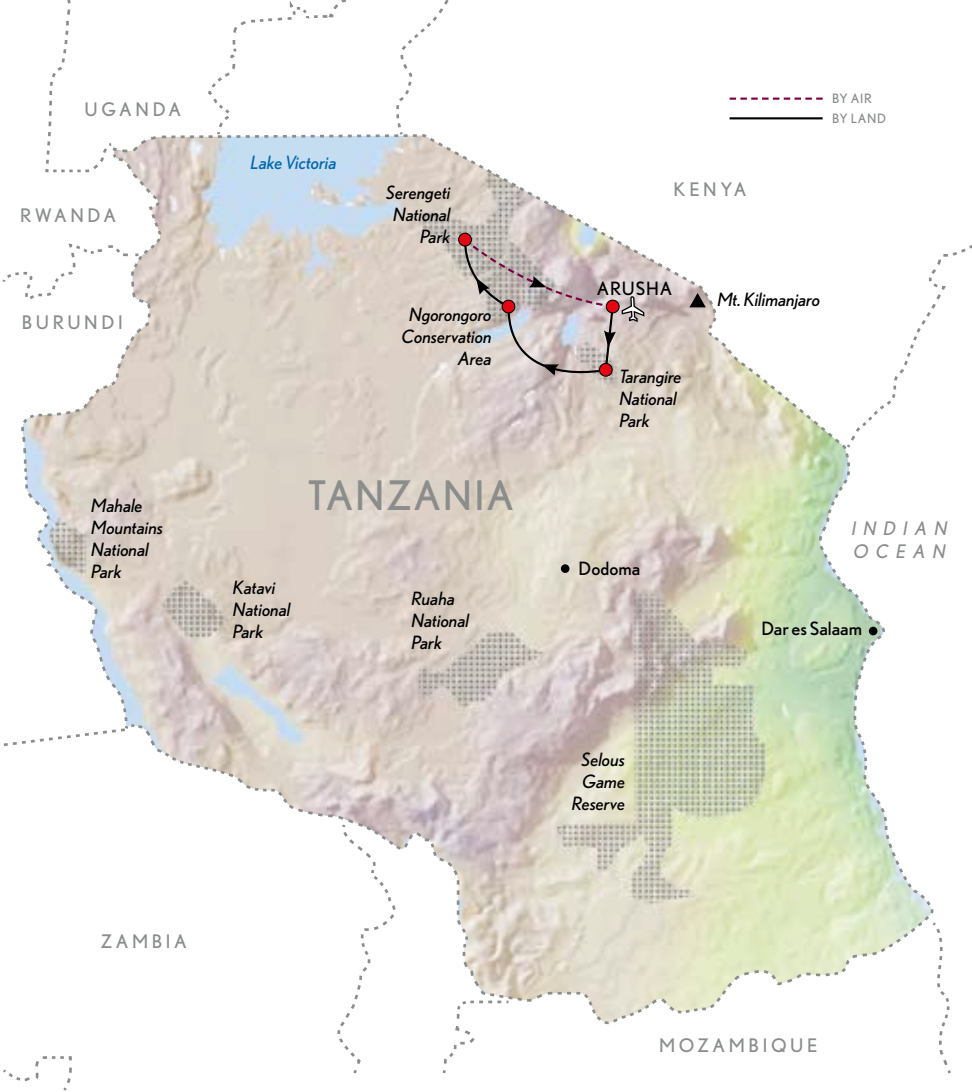 BY AIR
BY LAND
UGANDA
Lake Victoria
KENYA
Serengeti
National
Park
RWANDA
ARUSHA
Mt. Kilimanjaro
Ngorongoro
Conservation
Area
BURUNDI
Tarangire
National
Park
TANZANIA
Mahale
Mountains
National
Park
INDIAN
OCEAN
Dodoma
Katavi
National
Park
Ruaha
National
Park
Dar es Salaam
Selous
Game
Reserve
ZAMBIA
MOZAMBIQUE